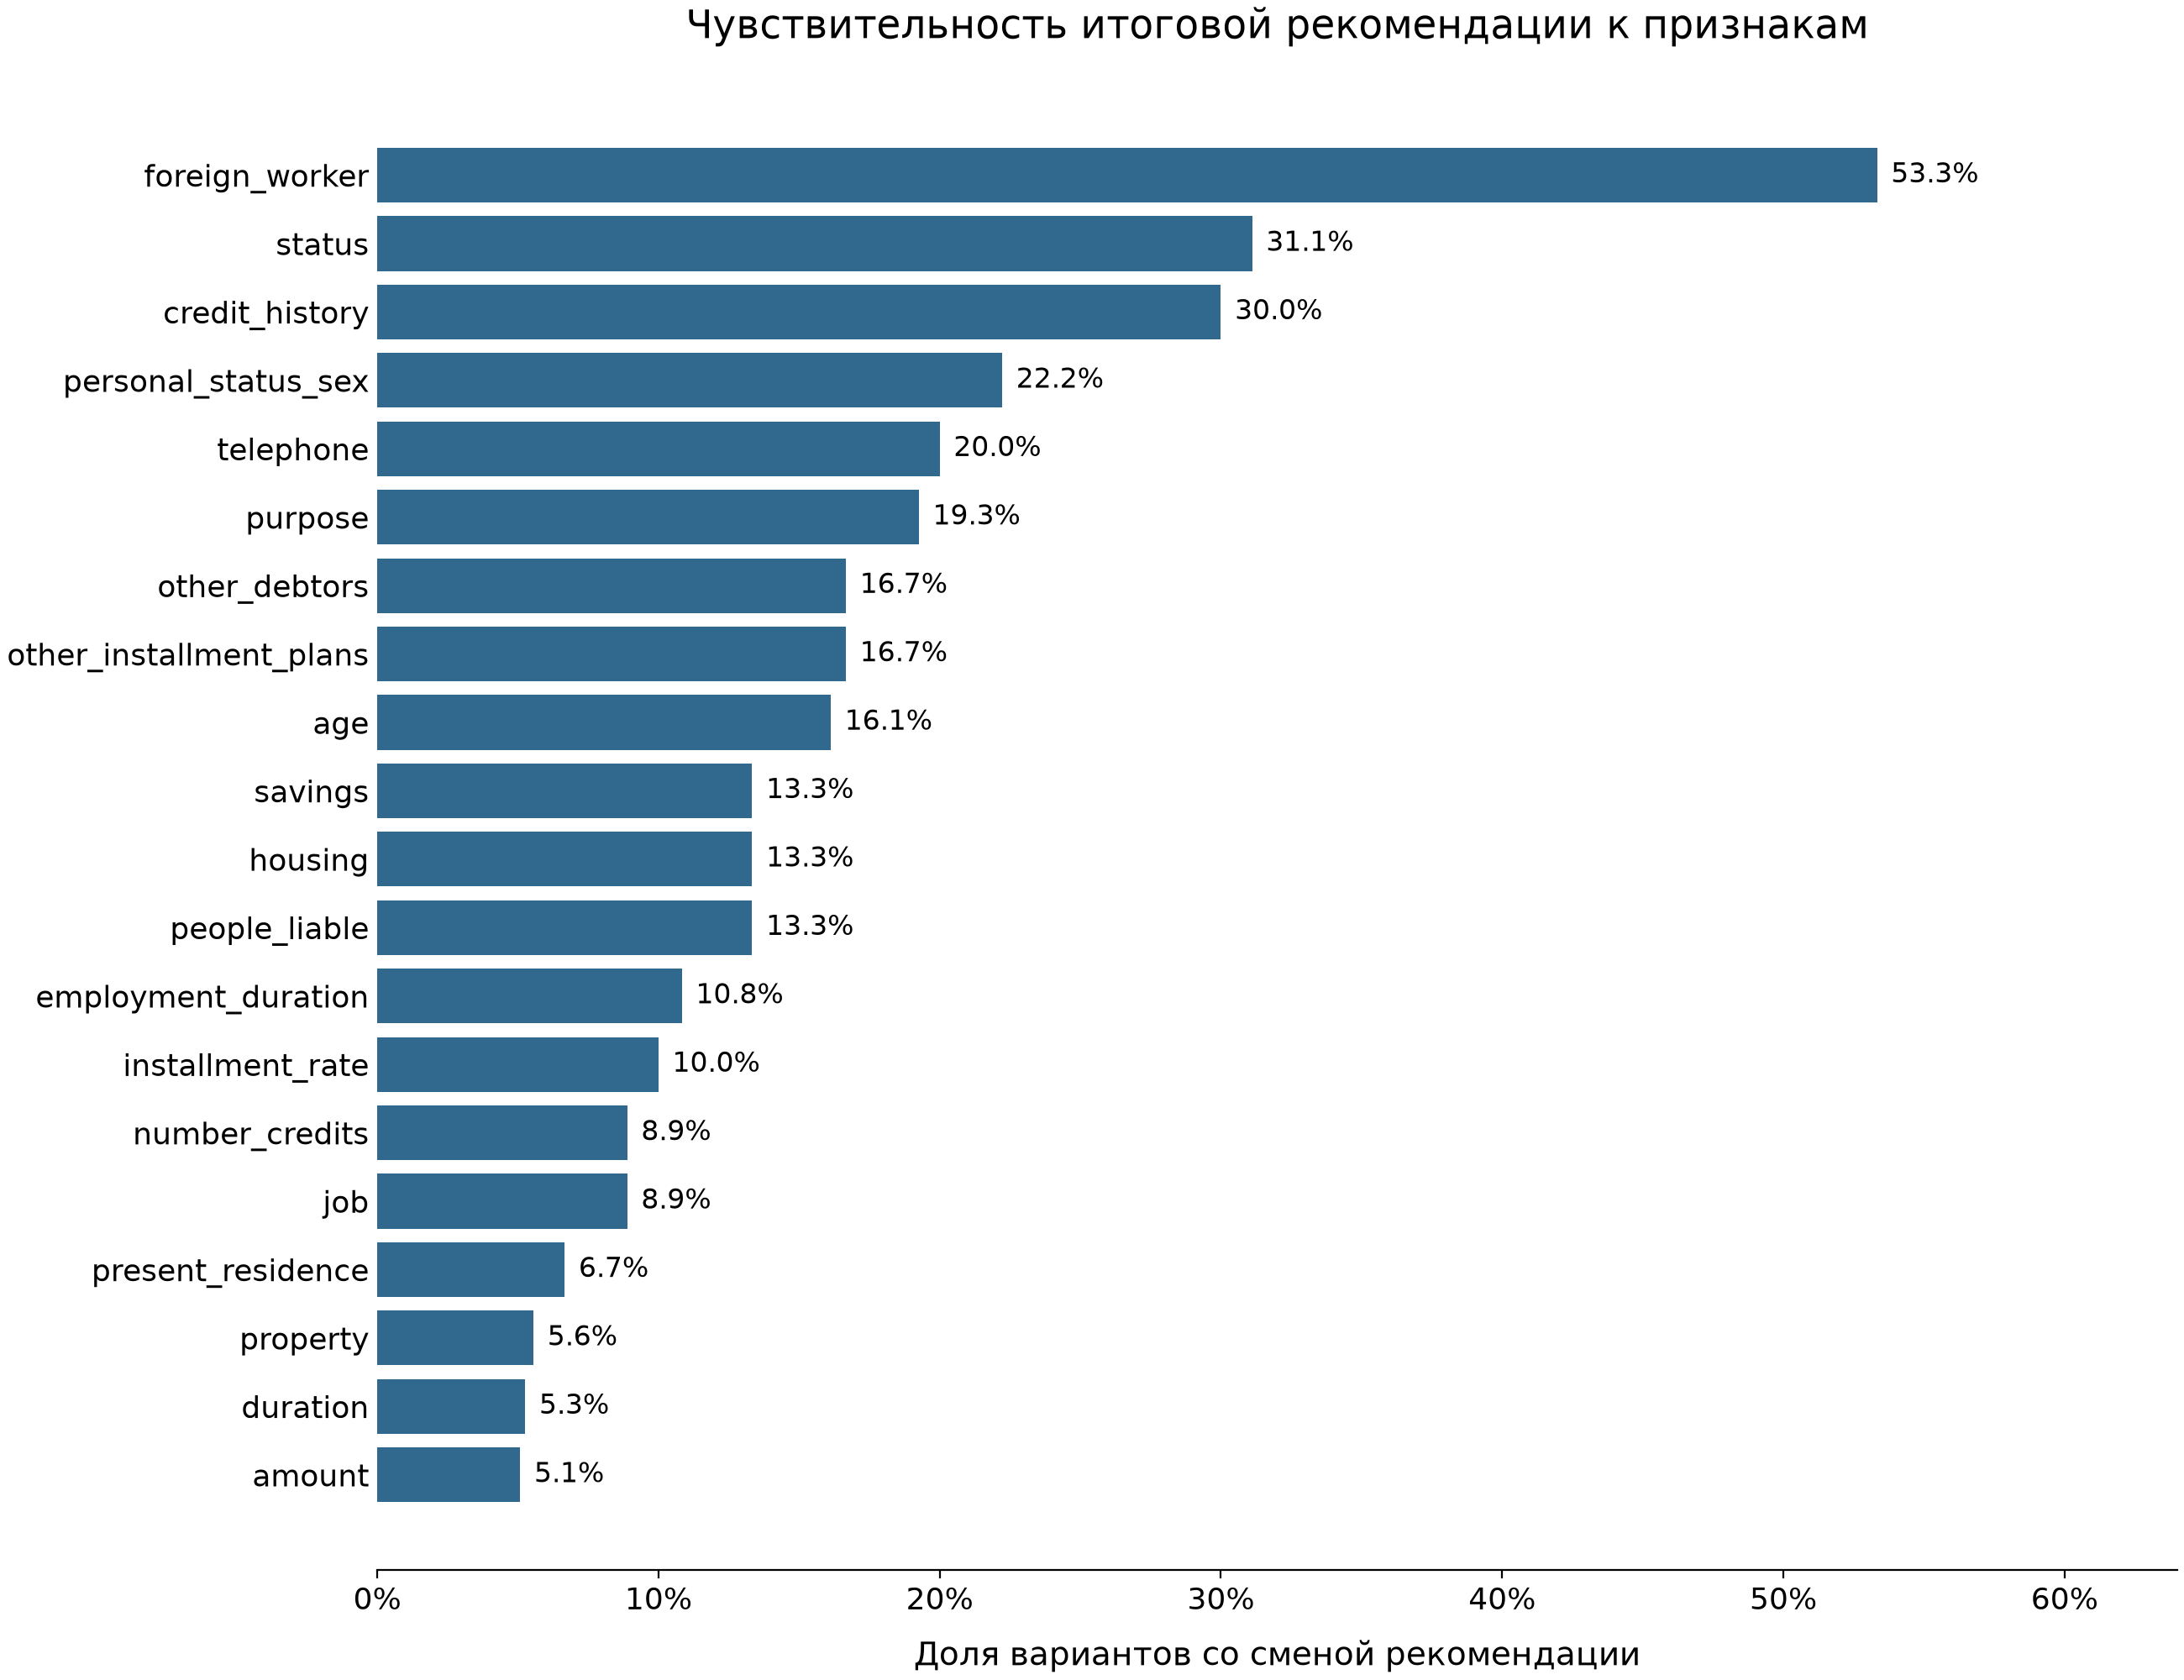 Чувствительность итоговой рекомендации к признакам
foreign_worker 53.3%
status 31.1%
credit_history 30.0%
personal_status_sex 22.2%
telephone 20.0%
purpose 19.3%
other_debtors 16.7%
other_installment_plans 16.7%
age 16.1%
savings 13.3%
housing 13.3%
people_liable 13.3%
employment_duration 10.8%
installment_rate 10.0%
number_credits 8.9%
job 8.9%
present_residence 6.7%
property 5.6%
duration 5.3%
amount 5.1%
0% 10% 20% 30% 40% 50% 60%
Доля вариантов со сменой рекомендации